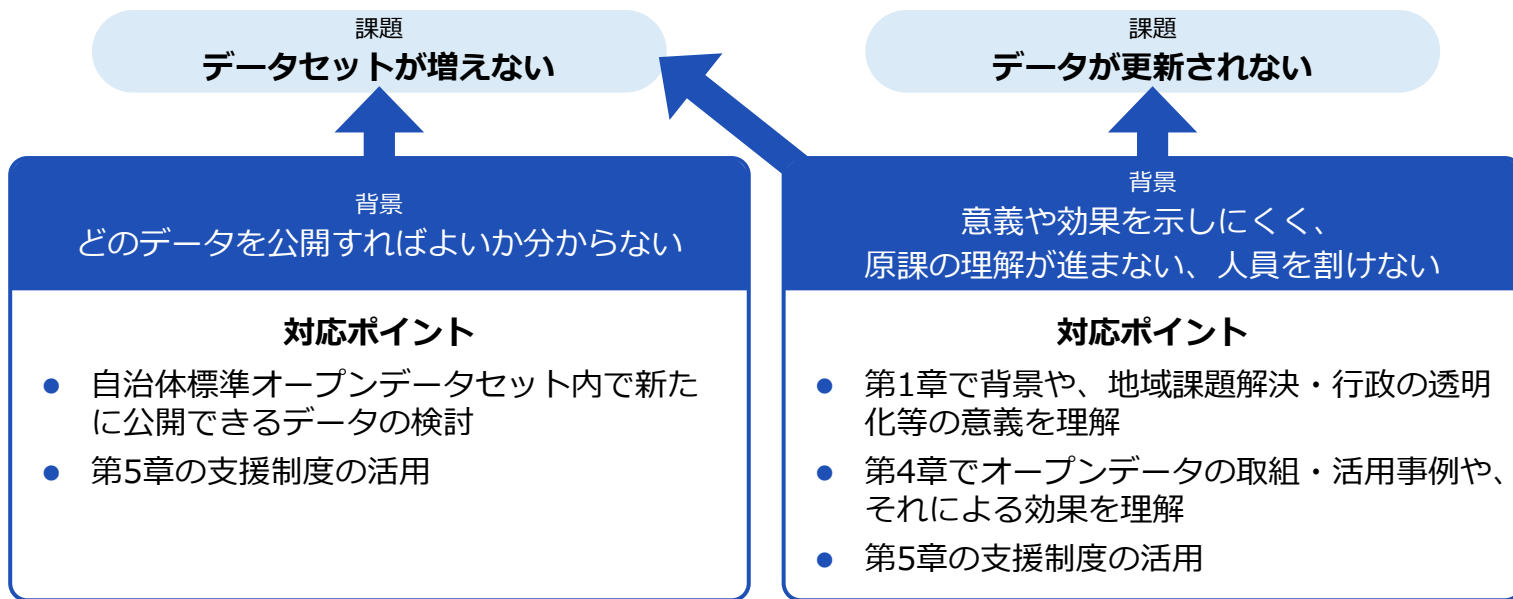 課題
データセットが増えない
課題
データが更新されない
背景
どのデータを公開すればよいか分からない
対応ポイント
● 自治体標準オープンデータセット内で新た
に公開できるデータの検討
● 第5章の支援制度の活用
背景
意義や効果を示しにくく、
原課の理解が進まない、人員を割けない
対応ポイント
● 第1章で背景や、地域課題解決・行政の透明
化等の意義を理解
● 第4章でオープンデータの取組・活用事例や、
それによる効果を理解
● 第5章の支援制度の活用